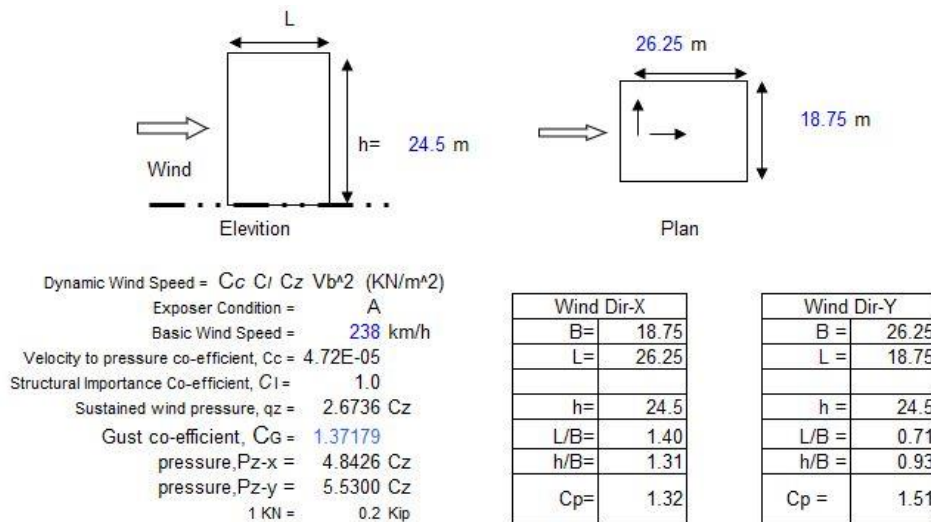 L
26.25 m
18.75 m
h= 24.5 m
Wind
Elevition
Plan
Dynamic Wind Speed = Cc CI Cz Vb^2 (KN/m^2)
Exposer Condition = A
Basic Wind Speed = 238 km/h
Velocity to pressure co-efficient, Cc = 4.72E-05
Structural Importance Co-efficient, CI = 1.0
Sustained wind pressure, qz = 2.6736 Cz
Gust co-efficient, CG = 1.37179
pressure,Pz-x = 4.8426 Cz
pressure,Pz-y = 5.5300 Cz
1 KN = 0.2 Kip
Wind Dir-X
B= 18.75
L= 26.25
h= 24.5
L/B= 1.40
h/B= 1.31
Cp= 1.32
Wind Dir-Y
B = 26.25
L = 18.75
h = 24.5
L/B = 0.71
h/B = 0.93
Cp = 1.51